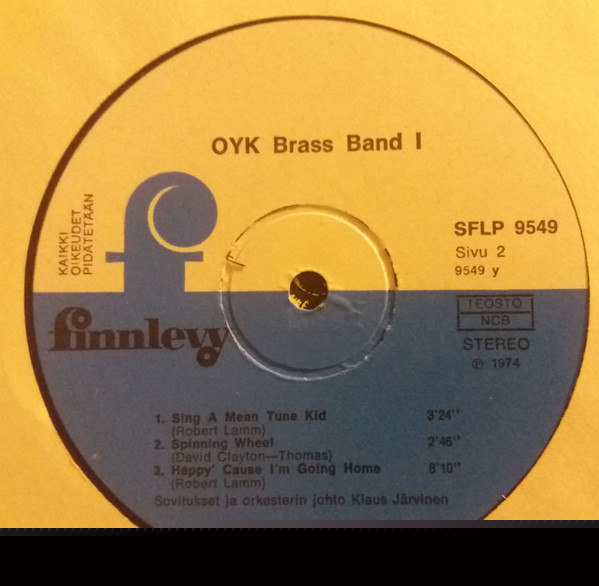 OYK Brass Band I
KAIKKI
OIKEUDET
PIDÄTETÄÄN
SFLP 9549
Sivu 2
9549 y
finnlevy
TEOSTO
NCB
STEREO
℗ 1974
1. Sing A Mean Tune Kid 3'24''
(Robert Lamm)
2. Spinning Wheel 2'46''
(David Clayton—Thomas)
3. Happy' Cause I'm Going Home 8'10''
(Robert Lamm)
Sovitukset ja orkesterin johto Klaus Järvinen